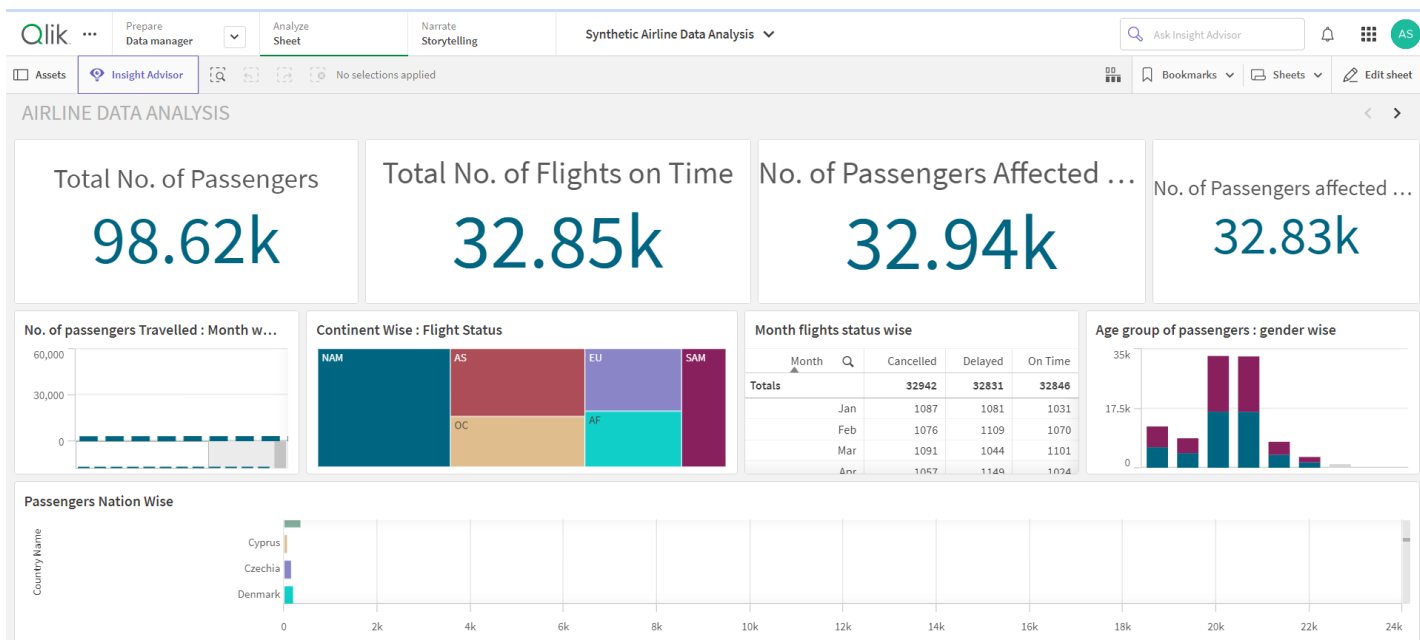 Qlik
Prepare
Data manager
Analyze
Sheet
Narrate
Storytelling
Synthetic Airline Data Analysis
Ask Insight Advisor
AS
Assets
Insight Advisor
No selections applied
Bookmarks
Sheets
Edit sheet
AIRLINE DATA ANALYSIS
Total No. of Passengers
98.62k
Total No. of Flights on Time
32.85k
No. of Passengers Affected ...
32.94k
No. of Passengers affected ...
32.83k
No. of passengers Travelled : Month w...
60,000
30,000
0
Continent Wise : Flight Status
NAM
AS
OC
EU
AF
SAM
Month flights status wise
Month Cancelled Delayed On Time
Totals 32942 32831 32846
Jan 1087 1081 1031
Feb 1076 1109 1070
Mar 1091 1044 1101
Apr 1057 1149 1024
Age group of passengers : gender wise
35k
17.5k
0
Passengers Nation Wise
Country Name
Cyprus
Czechia
Denmark
0 2k 4k 6k 8k 10k 12k 14k 16k 18k 20k 22k 24k